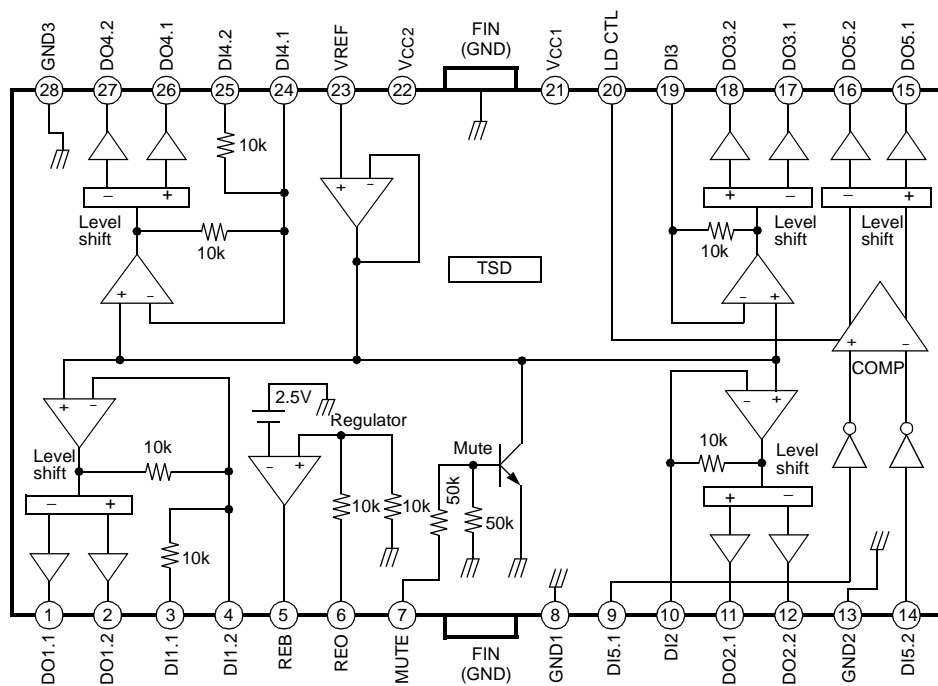 GND3
DO4.2
DO4.1
DI4.2
DI4.1
VREF
VCC2
FIN
(GND)
VCC1
LD CTL
DI3
DO3.2
DO3.1
DO5.2
DO5.1
28
27
26
25
24
23
22
21
20
19
18
17
16
15
10k
+
−
−
+
+
−
−
+
Level
shift
10k
Level
shift
Level
shift
10k
TSD
+
−
−
+
+
−
COMP
+
−
2.5V
Regulator
−
+
Level
shift
10k
−
+
Mute
10k
Level
shift
−
+
10k
10k
50k
50k
+
−
10k
1
2
3
4
5
6
7
8
9
10
11
12
13
14
DO1.1
DO1.2
DI1.1
DI1.2
REB
REO
MUTE
FIN
(GND)
GND1
DI5.1
DI2
DO2.1
DO2.2
GND2
DI5.2